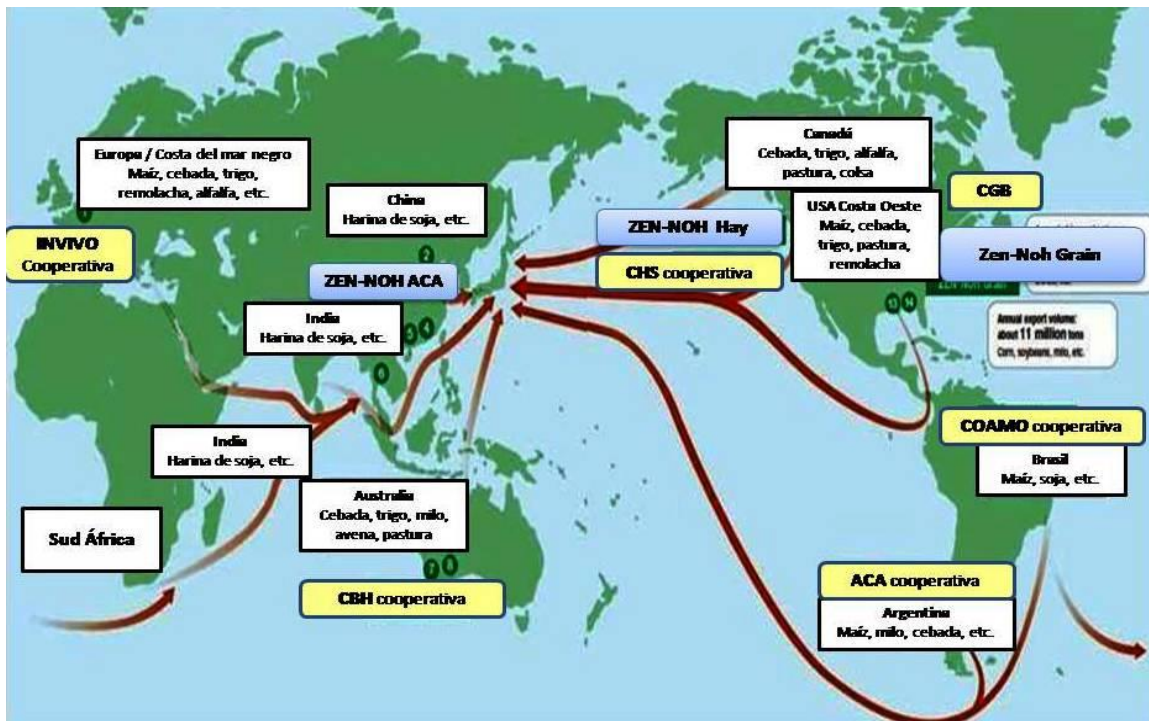 Europa / Costa del mar negro
Maíz, cebada, trigo,
remolacha, alfalfa, etc.
INVIVO
Cooperativa
China
Harina de soja, etc.
ZEN-NOH ACA
India
Harina de soja, etc.
India
Harina de soja, etc.
Sud África
Australia
Cebada, trigo, milo,
avena, pastura
CBH cooperativa
ZEN-NOH Hay
CHS cooperativa
Canadá
Cebada, trigo, alfalfa,
pastura, colsa
USA Costa Oeste
Maíz, cebada,
trigo, pastura,
remolacha
CGB
Zen-Noh Grain
Annual export volume:
about 11 million tons
Corn, soybeans, milo, etc.
COAMO cooperativa
Brasil
Maíz, soja, etc.
ACA cooperativa
Argentina
Maíz, milo, cebada, etc.